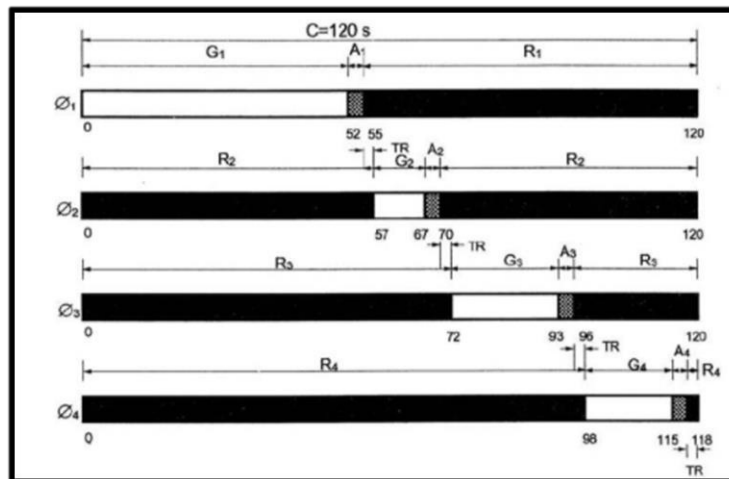 C=120 s
G₁ A₁ R₁
Ø₁
0 52 55 120
TR
R₂ G₂ A₂ R₂
Ø₂
0 57 67 70 120
TR
R₃ G₃ A₃ R₃
Ø₃
0 72 93 96 120
TR
R₄ G₄ A₄ R₄
Ø₄
0 98 115 118
TR